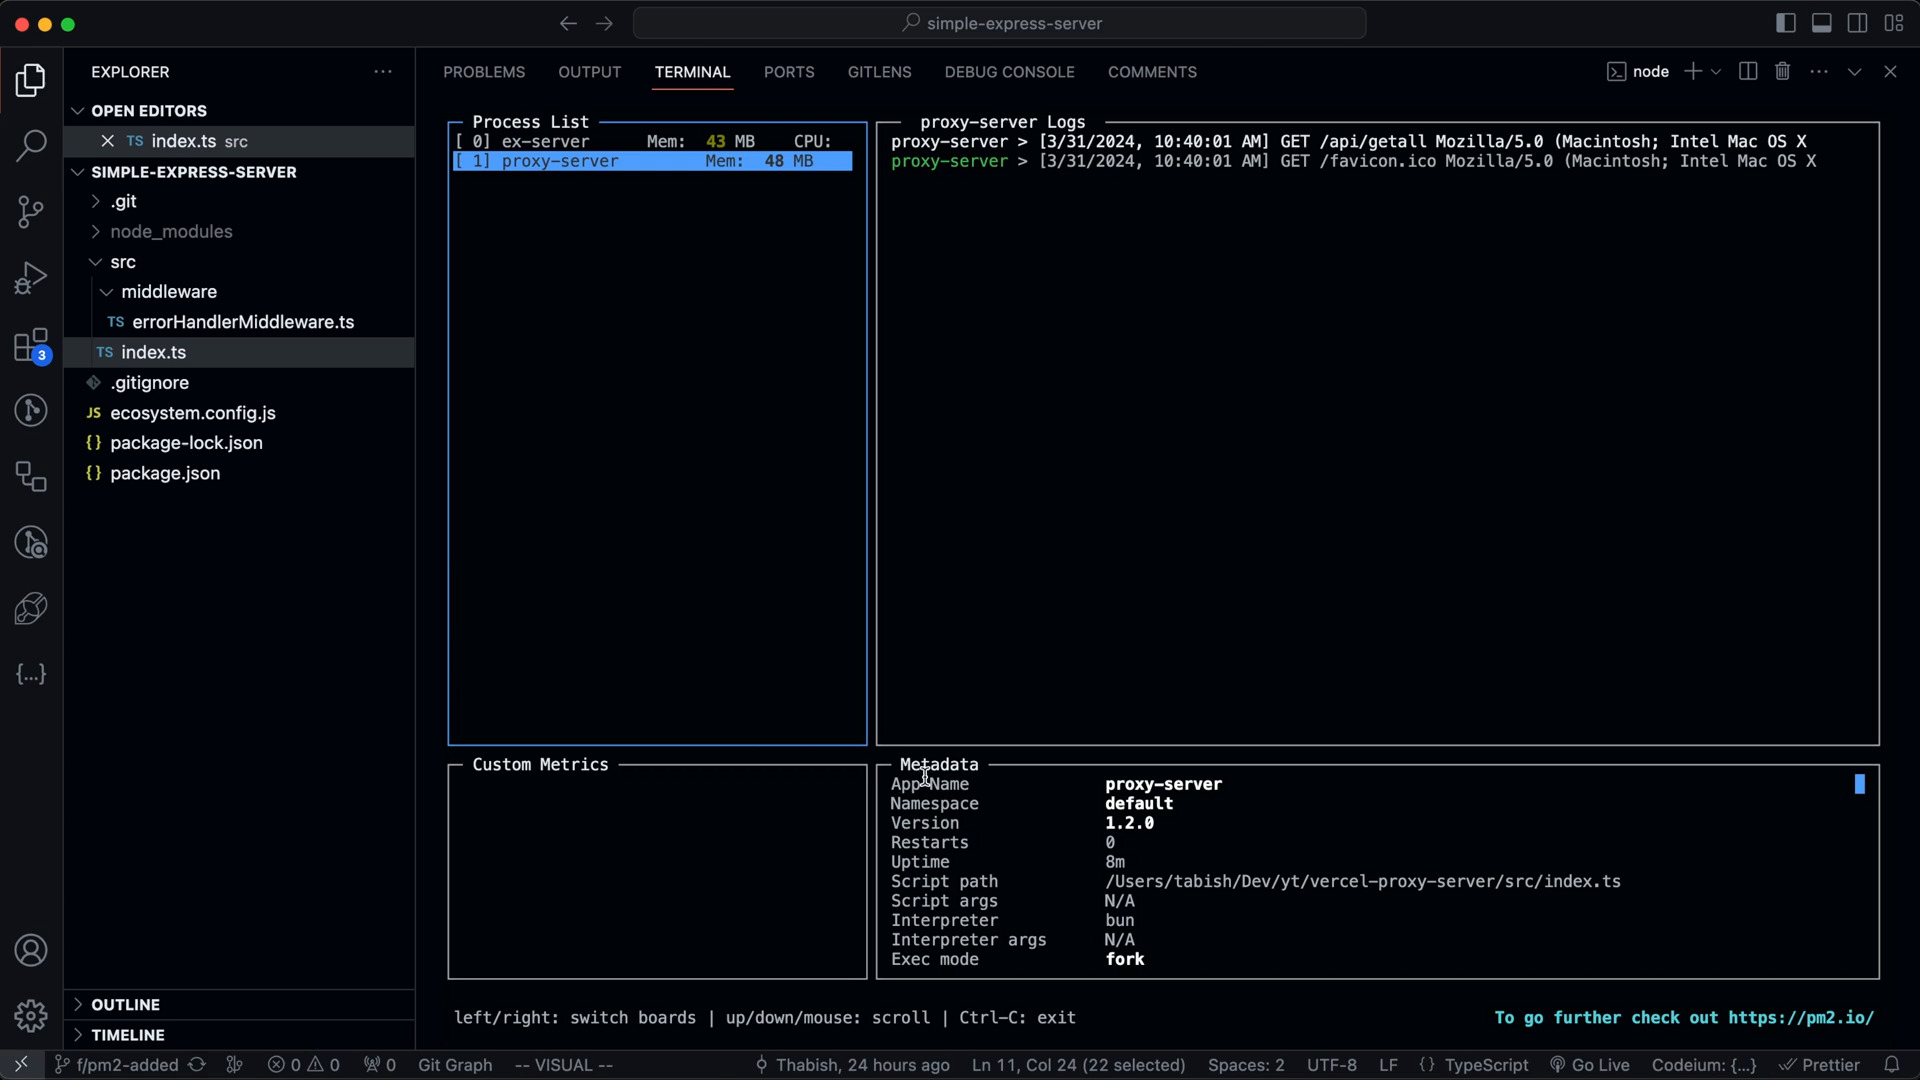 simple-express-server
EXPLORER
OPEN EDITORS
TS index.ts src
SIMPLE-EXPRESS-SERVER
.git
node_modules
src
middleware
TS errorHandlerMiddleware.ts
TS index.ts
.gitignore
JS ecosystem.config.js
{} package-lock.json
{} package.json
OUTLINE
TIMELINE
3
{...}
PROBLEMS OUTPUT TERMINAL PORTS GITLENS DEBUG CONSOLE COMMENTS
node
Process List
[ 0] ex-server Mem: 43 MB CPU:
[ 1] proxy-server Mem: 48 MB
proxy-server Logs
proxy-server > [3/31/2024, 10:40:01 AM] GET /api/getall Mozilla/5.0 (Macintosh; Intel Mac OS X
proxy-server > [3/31/2024, 10:40:01 AM] GET /favicon.ico Mozilla/5.0 (Macintosh; Intel Mac OS X
Custom Metrics
Metadata
App Name proxy-server
Namespace default
Version 1.2.0
Restarts 0
Uptime 8m
Script path /Users/tabish/Dev/yt/vercel-proxy-server/src/index.ts
Script args N/A
Interpreter bun
Interpreter args N/A
Exec mode fork
left/right: switch boards | up/down/mouse: scroll | Ctrl-C: exit
To go further check out https://pm2.io/
f/pm2-added 0 0 0 Git Graph -- VISUAL -- Thabish, 24 hours ago Ln 11, Col 24 (22 selected) Spaces: 2 UTF-8 LF {} TypeScript Go Live Codeium: {...} Prettier